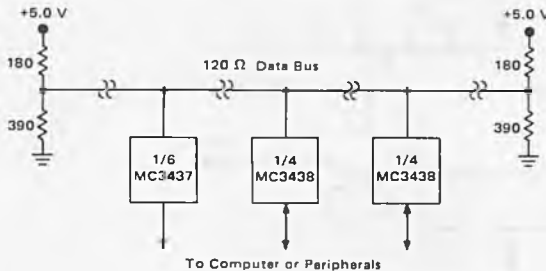 +5.0 V
+5.0 V
180
120 Ω Data Bus
180
390
390
1/6
MC3437
1/4
MC3438
1/4
MC3438
To Computer or Peripherals